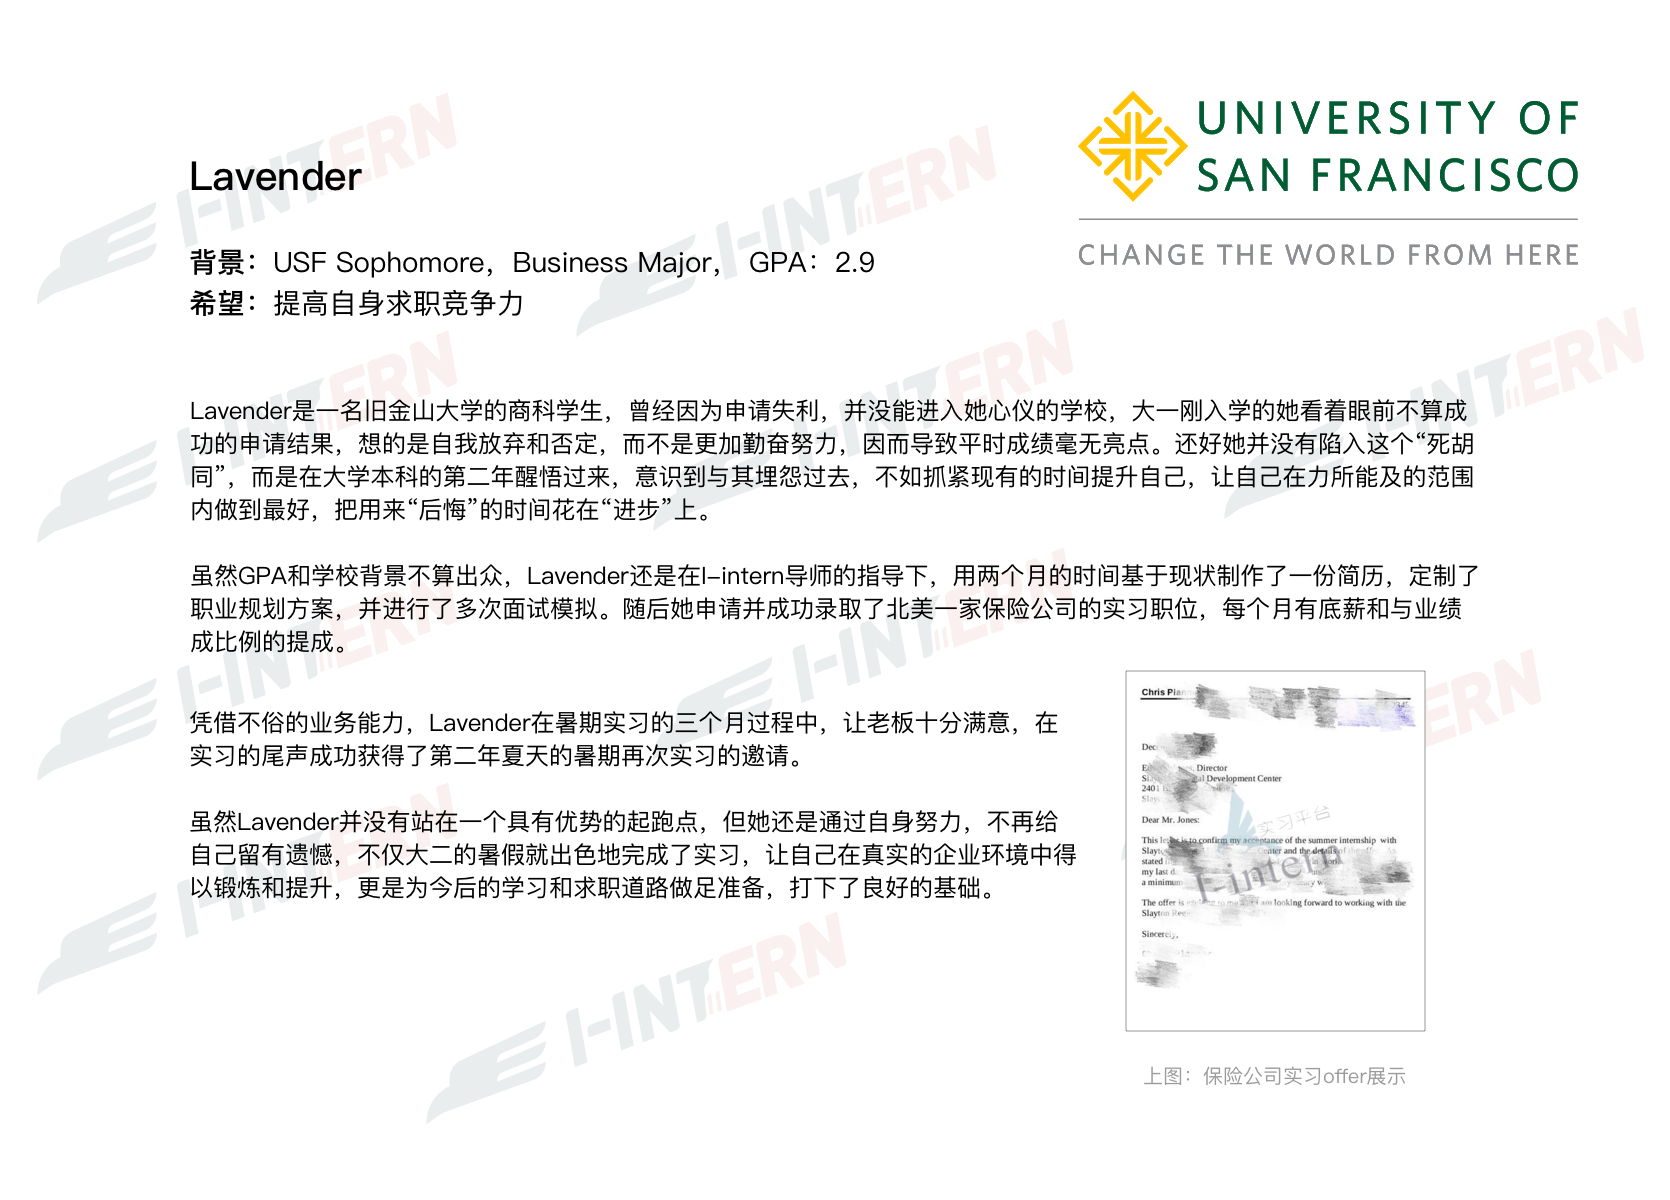 UNIVERSITY OF
SAN FRANCISCO
CHANGE THE WORLD FROM HERE
Lavender
背景：USF Sophomore，Business Major， GPA：2.9
希望：提高自身求职竞争力
Lavender是一名旧金山大学的商科学生，曾经因为申请失利，并没能进入她心仪的学校，大一刚入学的她看着眼前不算成
功的申请结果，想的是自我放弃和否定，而不是更加勤奋努力，因而导致平时成绩毫无亮点。还好她并没有陷入这个“死胡
同”，而是在大学本科的第二年醒悟过来，意识到与其埋怨过去，不如抓紧现有的时间提升自己，让自己在力所能及的范围
内做到最好，把用来“后悔”的时间花在“进步”上。
虽然GPA和学校背景不算出众，Lavender还是在I-intern导师的指导下，用两个月的时间基于现状制作了一份简历，定制了
职业规划方案，并进行了多次面试模拟。随后她申请并成功录取了北美一家保险公司的实习职位，每个月有底薪和与业绩
成比例的提成。
凭借不俗的业务能力，Lavender在暑期实习的三个月过程中，让老板十分满意，在
实习的尾声成功获得了第二年夏天的暑期再次实习的邀请。
虽然Lavender并没有站在一个具有优势的起跑点，但她还是通过自身努力，不再给
自己留有遗憾，不仅大二的暑假就出色地完成了实习，让自己在真实的企业环境中得
以锻炼和提升，更是为今后的学习和求职道路做足准备，打下了良好的基础。
Chris
Director
Development Center
2401
Dear Mr. Jones:
This letter is to confirm my acceptance of the summer internship with
and the details of the
stated
my last
a minimum
The offer is looking forward to working with the
Slayton
Sincerely,
实习平台
I-intern
上图：保险公司实习offer展示
I-INTERN
I-INTERN
I-INTERN
I-INTERN
I-INTERN
I-INTERN
I-INTERN
I-INTERN
I-INTERN
ERN